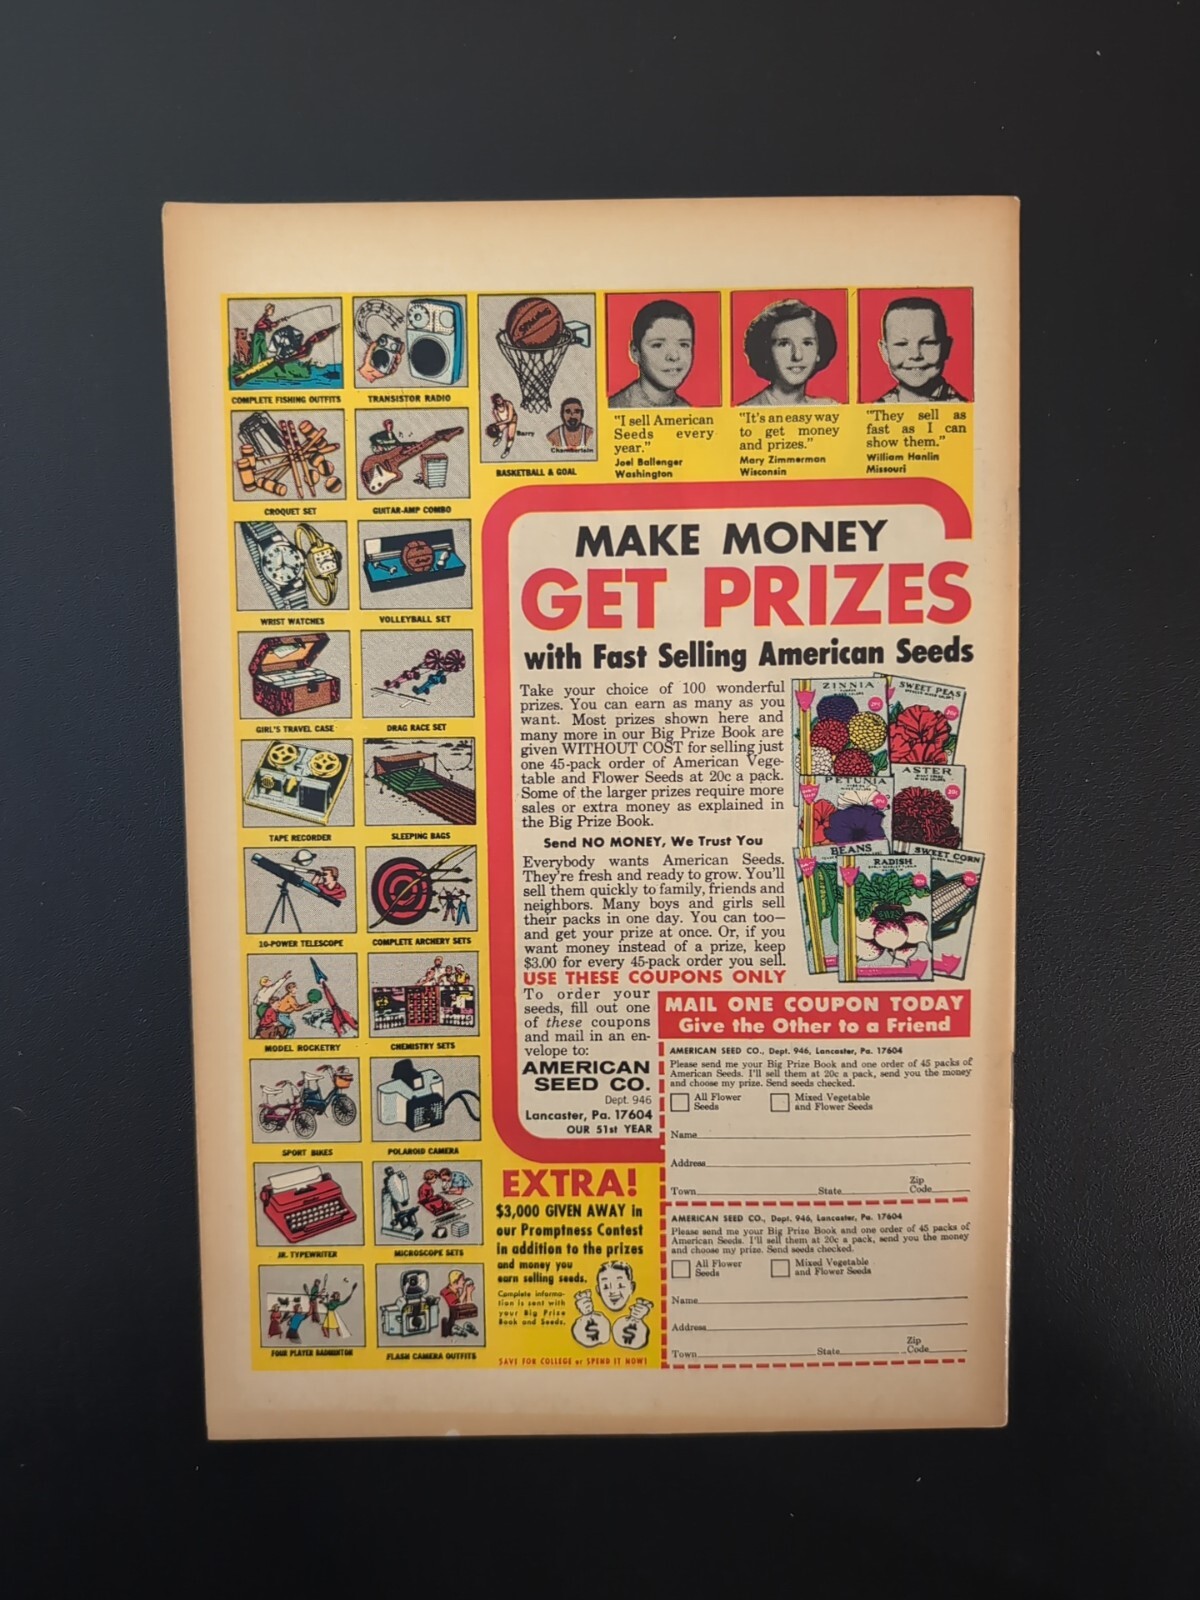 COMPLETE FISHING OUTFITS
TRANSISTOR RADIO
SPALDING
Barry
Chamberlain
BASKETBALL & GOAL
CROQUET SET
GUITAR-AMP COMBO
WRIST WATCHES
VOLLEYBALL SET
GIRL'S TRAVEL CASE
DRAG RACE SET
TAPE RECORDER
SLEEPING BAGS
10-POWER TELESCOPE
COMPLETE ARCHERY SETS
MODEL ROCKETRY
CHEMISTRY SETS
SPORT BIKES
POLAROID CAMERA
JR. TYPEWRITER
MICROSCOPE SETS
FOUR PLAYER BADMINTON
FLASH CAMERA OUTFITS
"I sell American
Seeds every
year."
Joel Ballenger
Washington
"It's an easy way
to get money
and prizes."
Mary Zimmerman
Wisconsin
"They sell as
fast as I can
show them."
William Hanlin
Missouri
MAKE MONEY
GET PRIZES
with Fast Selling American Seeds
Take your choice of 100 wonderful
prizes. You can earn as many as you
want. Most prizes shown here and
many more in our Big Prize Book are
given WITHOUT COST for selling just
one 45-pack order of American Vege-
table and Flower Seeds at 20c a pack.
Some of the larger prizes require more
sales or extra money as explained in
the Big Prize Book.
Send NO MONEY, We Trust You
Everybody wants American Seeds.
They're fresh and ready to grow. You'll
sell them quickly to family, friends and
neighbors. Many boys and girls sell
their packs in one day. You can too—
and get your prize at once. Or, if you
want money instead of a prize, keep
$3.00 for every 45-pack order you sell.
USE THESE COUPONS ONLY
To order your
seeds, fill out one
of these coupons
and mail in an en-
velope to:
AMERICAN
SEED CO.
Dept. 946
Lancaster, Pa. 17604
OUR 51st YEAR
ZINNIA
SWEET PEAS
PETUNIA
ASTER
BEANS
RADISH
SWEET CORN
MAIL ONE COUPON TODAY
Give the Other to a Friend
AMERICAN SEED CO., Dept. 946, Lancaster, Pa. 17604
Please send me your Big Prize Book and one order of 45 packs of
American Seeds. I'll sell them at 20c a pack, send you the money
and choose my prize. Send seeds checked.
All Flower
Seeds
Mixed Vegetable
and Flower Seeds
Name
Address
Town State Zip Code
AMERICAN SEED CO., Dept. 946, Lancaster, Pa. 17604
Please send me your Big Prize Book and one order of 45 packs of
American Seeds. I'll sell them at 20c a pack, send you the money
and choose my prize. Send seeds checked.
All Flower
Seeds
Mixed Vegetable
and Flower Seeds
Name
Address
Town State Zip Code
EXTRA!
$3,000 GIVEN AWAY in
our Promptness Contest
in addition to the prizes
and money you
earn selling seeds.
Complete informa-
tion is sent with
your Big Prize
Book and Seeds.
$ $
SAVE FOR COLLEGE or SPEND IT NOW!